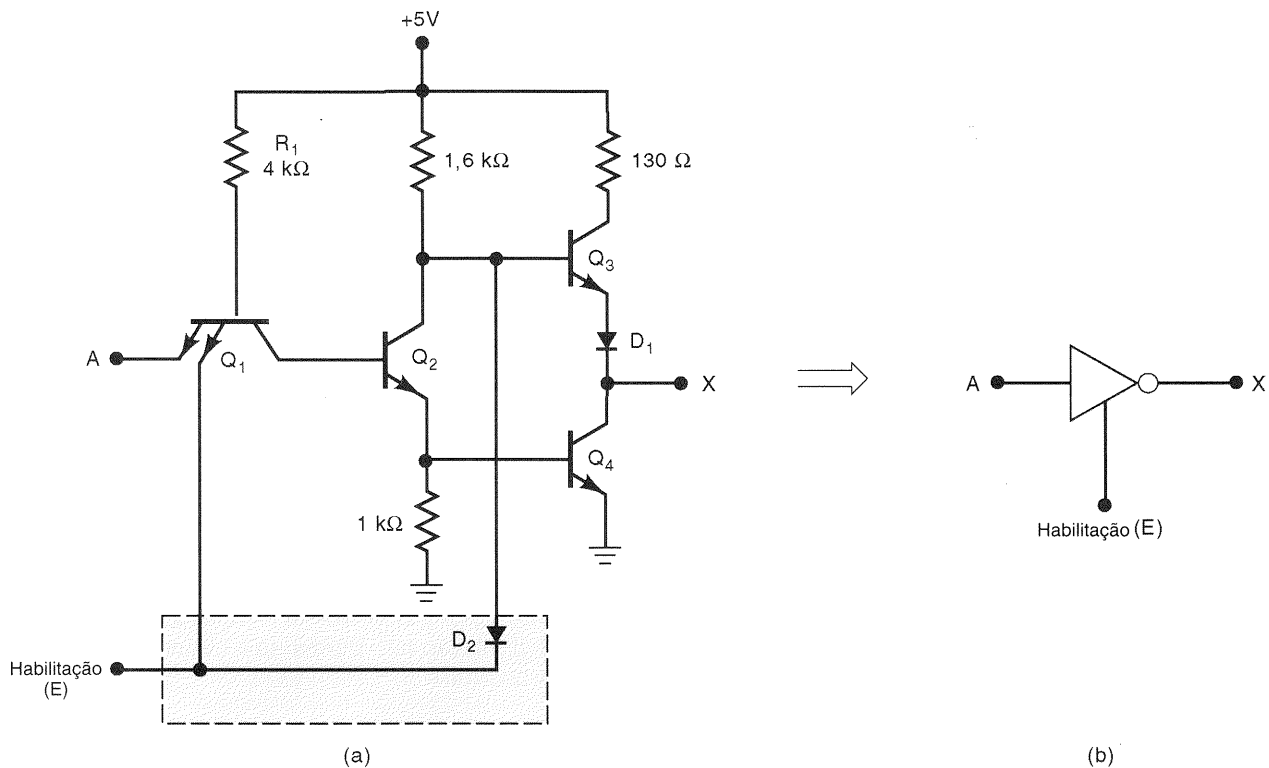 +5V
R₁
4 kΩ
1,6 kΩ
130 Ω
Q₃
D₁
A
Q₁
Q₂
X
A
X
Q₄
1 kΩ
Habilitação (E)
D₂
Habilitação
(E)
(a)
(b)